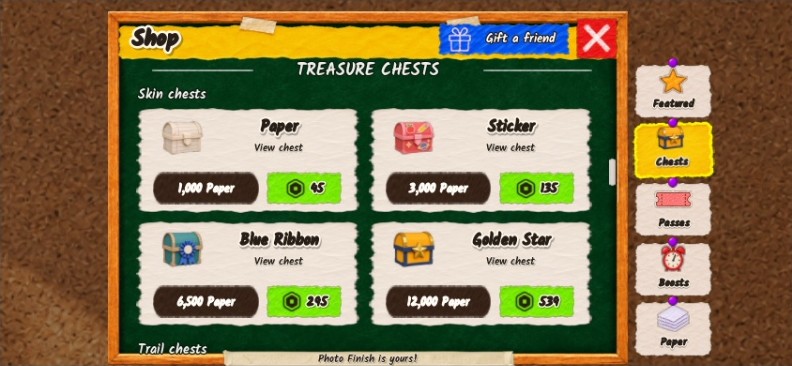 Shop
Gift a friend
TREASURE CHESTS
Skin chests
Paper
View chest
1,000 Paper
45
Sticker
View chest
3,000 Paper
135
Blue Ribbon
View chest
6,500 Paper
295
Golden Star
View chest
12,000 Paper
539
Trail chests
Photo Finish is yours!
Featured
Chests
Passes
Boosts
Paper